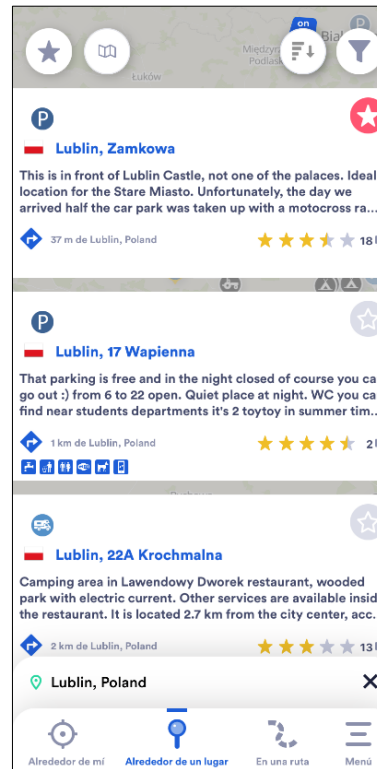 on
Biał
Międzyrz
Podlask
Łuków
P
Lublin, Zamkowa
This is in front of Lublin Castle, not one of the palaces. Ideal
location for the Stare Miasto. Unfortunately, the day we
arrived half the car park was taken up with a motocross ra...
37 m de Lublin, Poland
18
P
Lublin, 17 Wapienna
That parking is free and in the night closed of course you ca
go out :) from 6 to 22 open. Quiet place at night. WC you ca
find near students departments it's 2 toytoy in summer tim...
1 km de Lublin, Poland
2
Lublin, 22A Krochmalna
Camping area in Lawendowy Dworek restaurant, wooded
park with electric current. Other services are available insid
the restaurant. It is located 2.7 km from the city center, acc..
2 km de Lublin, Poland
13
Lublin, Poland
Alrededor de mí
Alrededor de un lugar
En una ruta
Menú